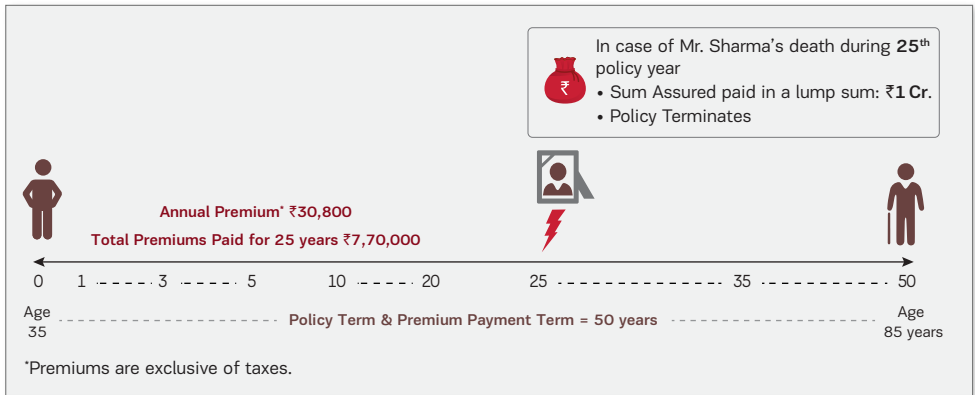 In case of Mr. Sharma's death during 25th
policy year
• Sum Assured paid in a lump sum: ₹1 Cr.
• Policy Terminates
₹
Annual Premium* ₹30,800
Total Premiums Paid for 25 years ₹7,70,000
0 1 ------ 3 ------ 5 10 ------ 20 25 ---------------- 35 -------------- 50
Age Age
35 ---------------- Policy Term & Premium Payment Term = 50 years ---------------- 85 years
*Premiums are exclusive of taxes.